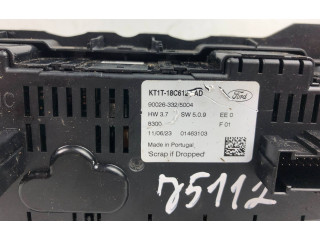 KT1T-18C612 AD
90026-332/5004
HW 3.7 SW 5.0.9 EE 0
8300 F 01
11/06/23 01463103
Made in Portugal
'Scrap if Dropped'
Ford
75112